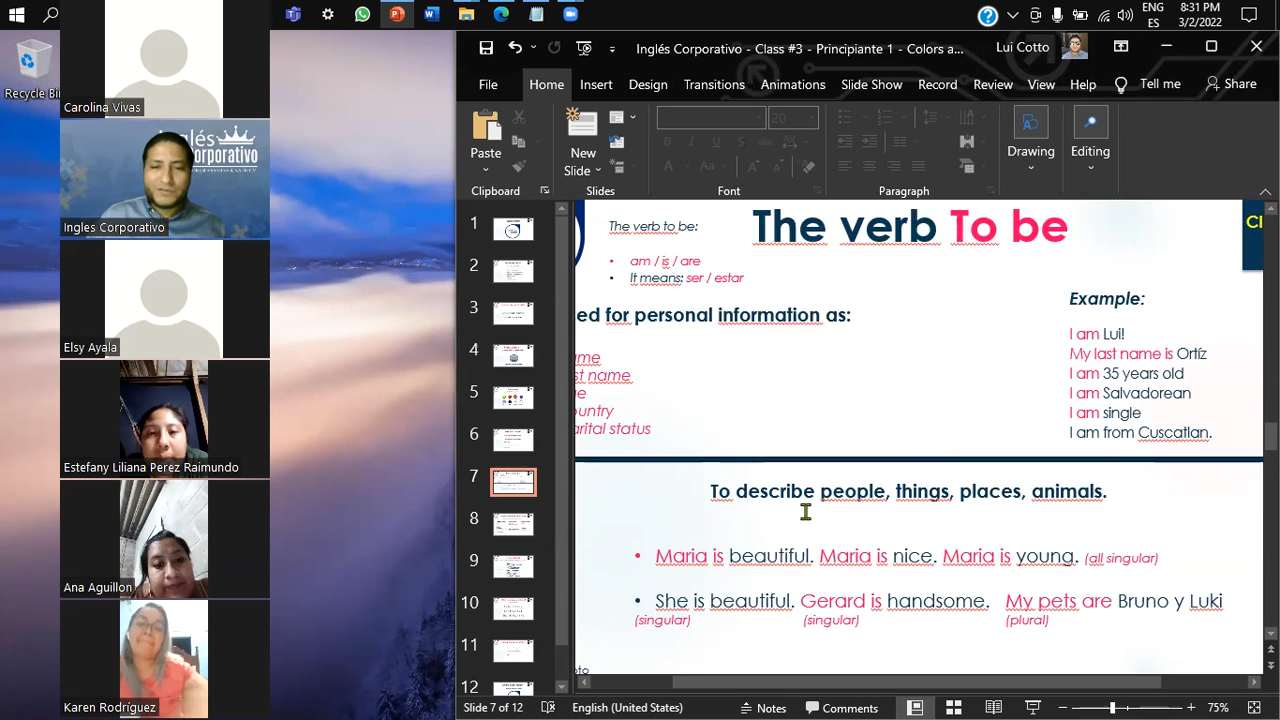 Recycle Bin
Carolina Vivas
Inglés
Corporativo
Ingles Corporativo
Elsy Ayala
Estefany Liliana Perez Raimundo
Ana Aguillon
Karen Rodríguez
ENG
ES
8:31 PM
3/2/2022
Inglés Corporativo - Class #3 - Principiante 1 - Colors a...
Lui Cotto
File Home Insert Design Transitions Animations Slide Show Record Review View Help Tell me Share
Paste
New
Slide
20
Drawing
Editing
Clipboard
Slides
Font
Paragraph
1
2
3
4
5
6
7
8
9
10
11
12
The verb to be:
The verb To be
• am / is / are
• It means: ser / estar
ed for personal information as:
ame
st name
e
ountry
arital status
Example:
I am Lui!
My last name is Ortíz
I am 35 years old
I am Salvadorean
I am single
I am from Cuscatlan.
To describe people, things, places, animals.
• Maria is beautiful. Maria is nice. Maria is young. (all singular)
• She is beautiful. Gerard is handsome. My pets are Bruno y Luki
(singular) (singular) (plural)
Slide 7 of 12
English (United States)
Notes
Comments
75%